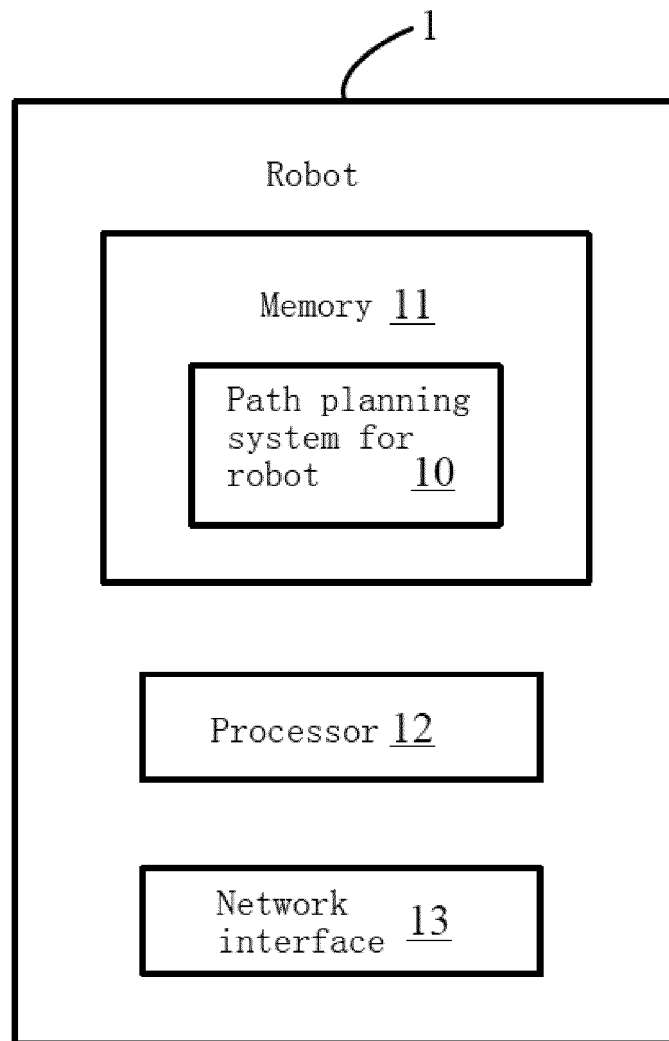 1
Robot
Memory 11
Path planning
system for
robot 10
Processor 12
Network
interface 13